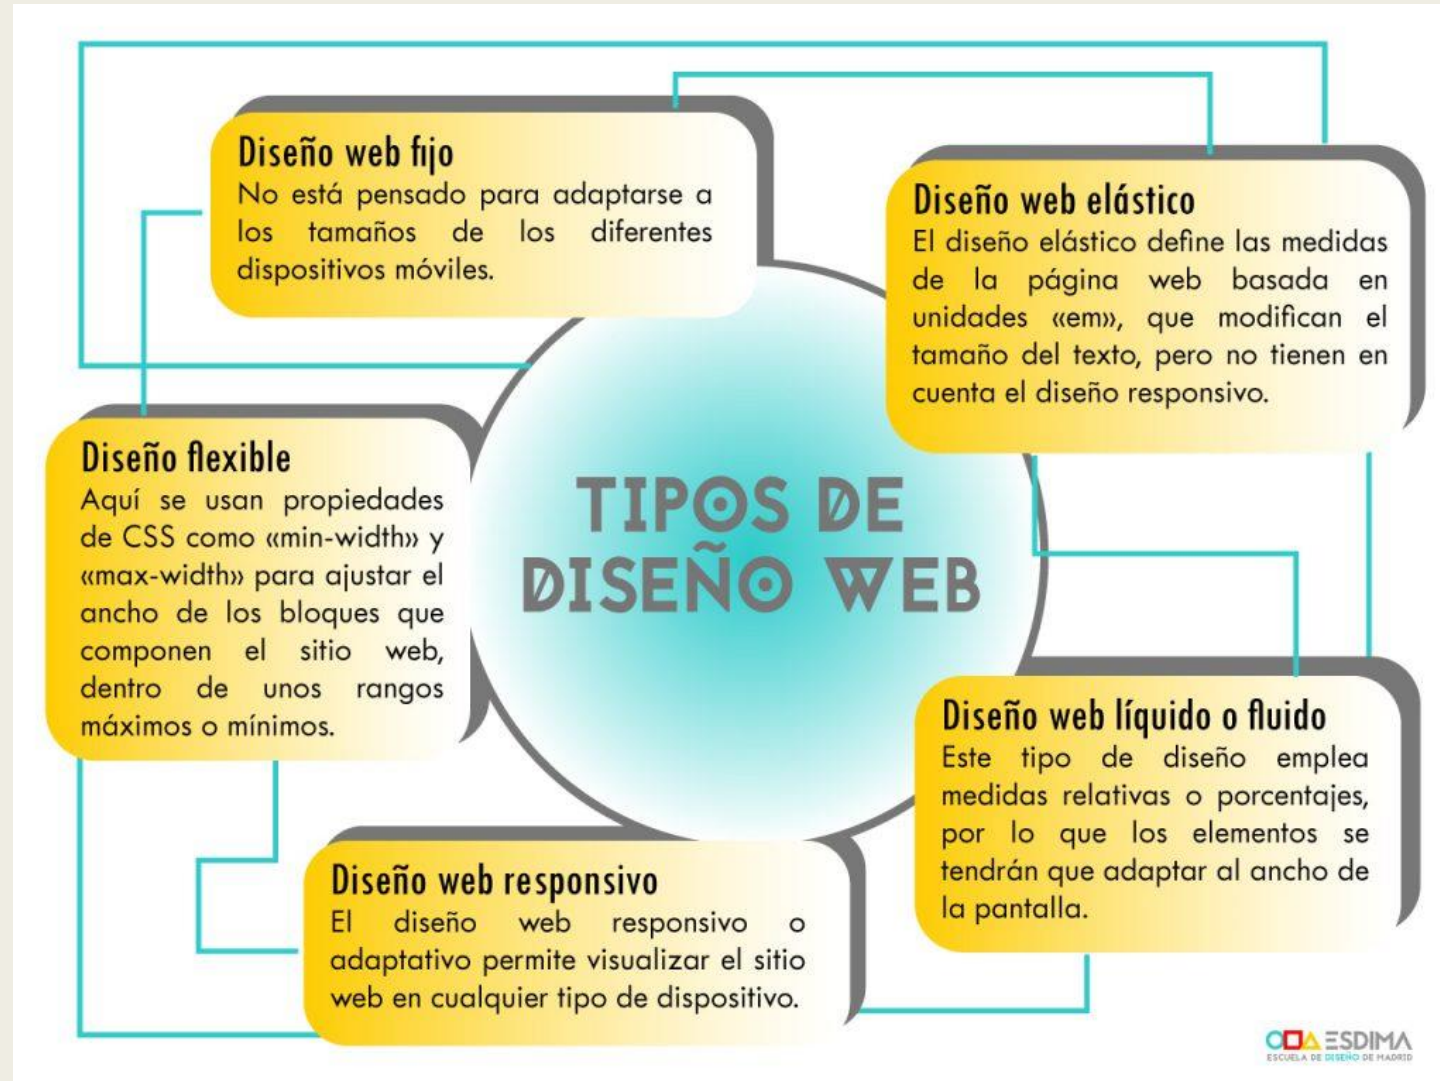 Diseño web fijo
No está pensado para adaptarse a
los tamaños de los diferentes
dispositivos móviles.
Diseño web elástico
El diseño elástico define las medidas
de la página web basada en
unidades «em», que modifican el
tamaño del texto, pero no tienen en
cuenta el diseño responsivo.
Diseño flexible
Aquí se usan propiedades
de CSS como «min-width» y
«max-width» para ajustar el
ancho de los bloques que
componen el sitio web,
dentro de unos rangos
máximos o mínimos.
TIPOS DE
DISEÑO WEB
Diseño web líquido o fluido
Este tipo de diseño emplea
medidas relativas o porcentajes,
por lo que los elementos se
tendrán que adaptar al ancho de
la pantalla.
Diseño web responsivo
El diseño web responsivo o
adaptativo permite visualizar el sitio
web en cualquier tipo de dispositivo.
ESDIMA
ESCUELA DE DISEÑO DE MADRID